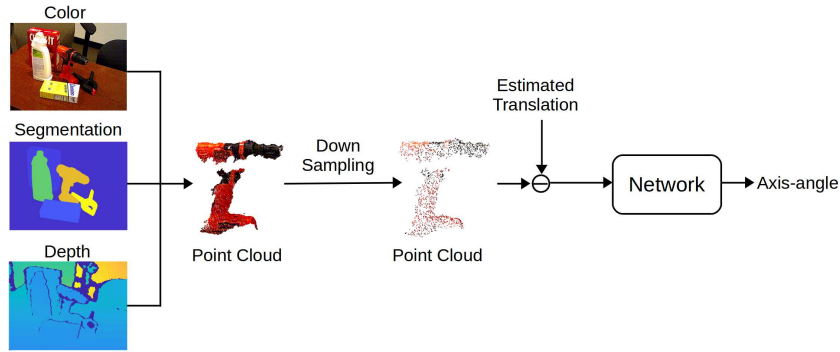 Color
Segmentation
Depth
Point Cloud
Down
Sampling
Point Cloud
Estimated
Translation
Network
Axis-angle